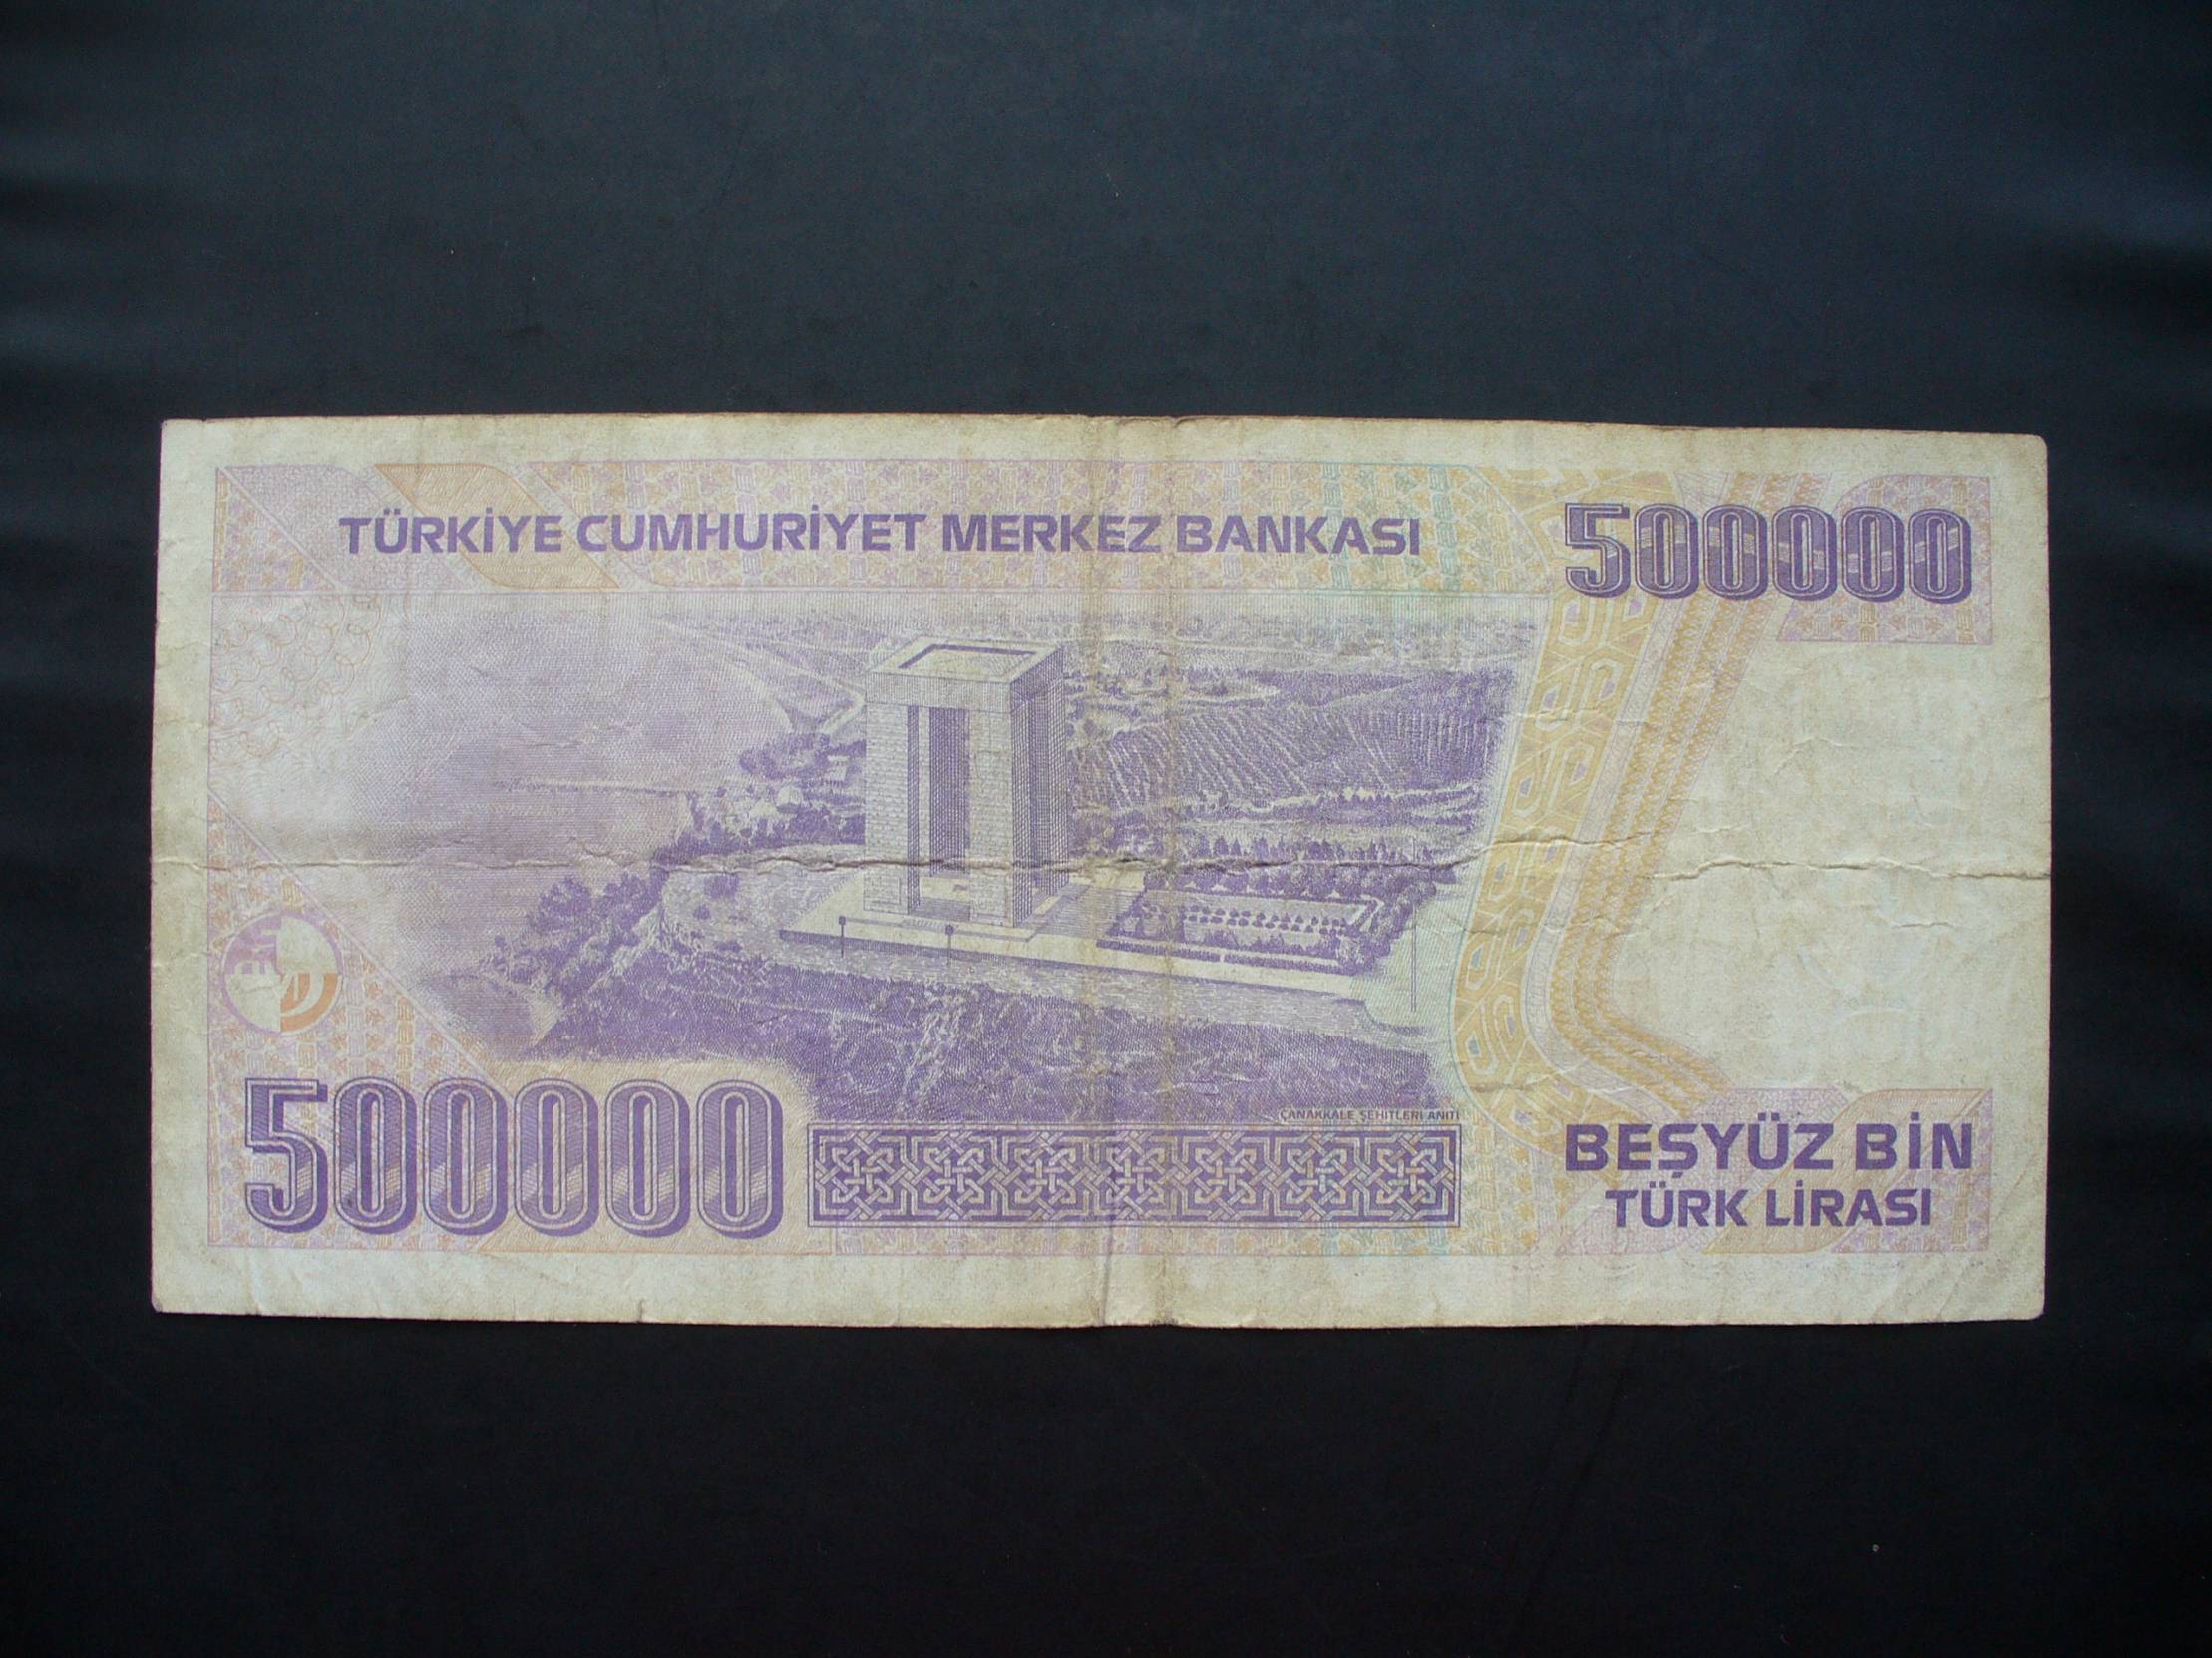 TÜRKİYE CUMHURİYET MERKEZ BANKASI
500000
ÇANAKKALE ŞEHİTLERİ ANITI
500000
BEŞYÜZ BİN
TÜRK LİRASI